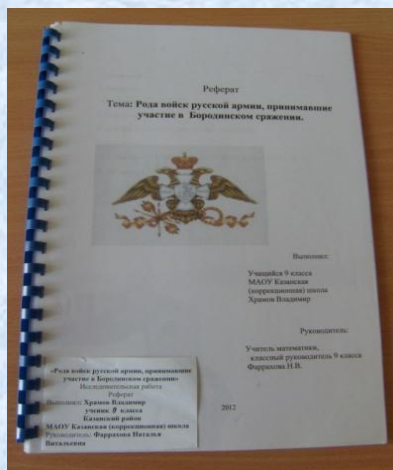 Реферат
Тема: Рода войск русской армии, принимавшие
участие в Бородинском сражении.
Выполнил:
Учащийся 9 класса
МАОУ Казанская
(коррекционная) школа
Храмов Владимир
Руководитель:
Учитель математики,
классный руководитель 9 класса
Фаррахова Н.В.
2012
«Рода войск русской армии, принимавшие
участие в Бородинском сражении»
Исследовательская работа
Реферат
Выполнил: Храмов Владимир
ученик 9 класса
Казанский район
МАОУ Казанская (коррекционная) школа
Руководитель: Фаррахова Наталья
Витальевна